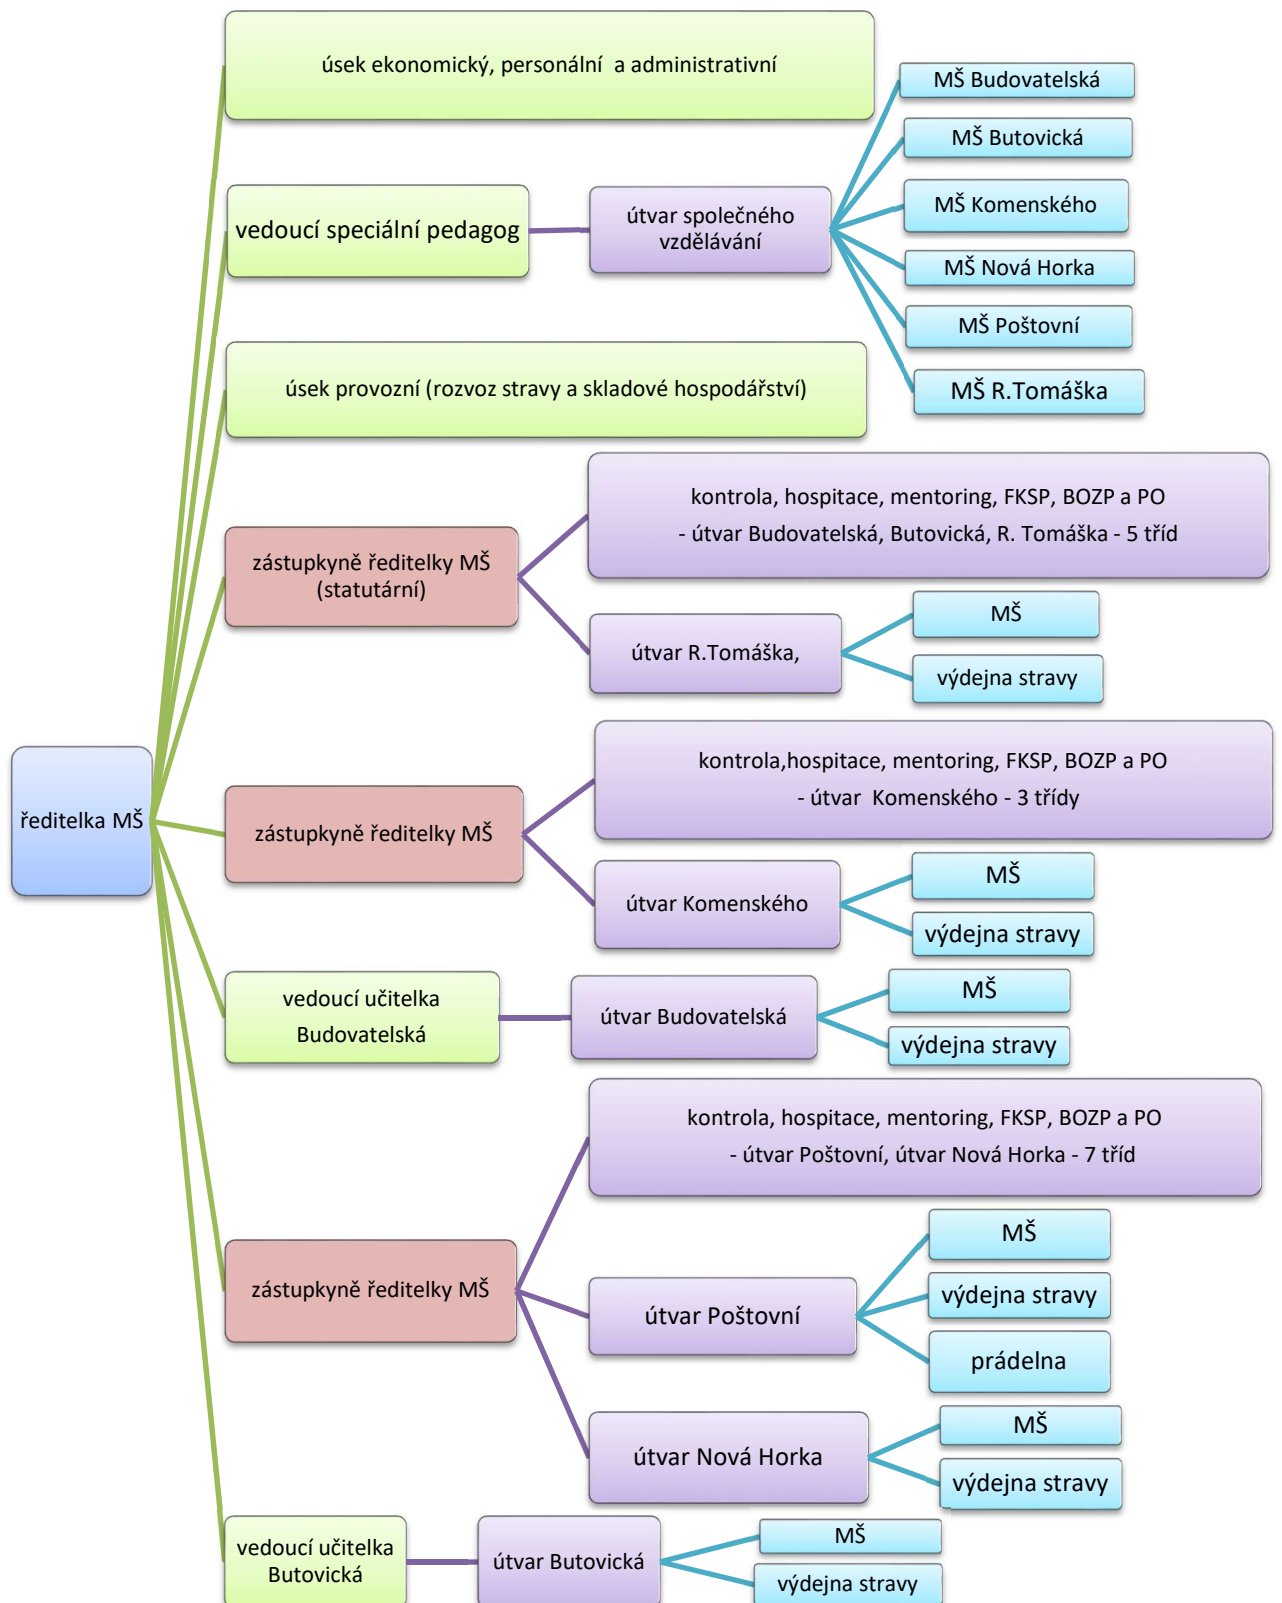 úsek ekonomický, personální  a administrativní
MŠ Budovatelská
MŠ Butovická
vedoucí speciální pedagog
útvar společného
vzdělávání
MŠ Komenského
MŠ Nová Horka
MŠ Poštovní
MŠ R.Tomáška
úsek provozní (rozvoz stravy a skladové hospodářství)
zástupkyně ředitelky MŠ
(statutární)
kontrola, hospitace, mentoring, FKSP, BOZP a PO
- útvar Budovatelská, Butovická, R. Tomáška - 5 tříd
útvar R.Tomáška,
MŠ
výdejna stravy
ředitelka MŠ
zástupkyně ředitelky MŠ
kontrola,hospitace, mentoring, FKSP, BOZP a PO
- útvar  Komenského - 3 třídy
útvar Komenského
MŠ
výdejna stravy
vedoucí učitelka
Budovatelská
útvar Budovatelská
MŠ
výdejna stravy
zástupkyně ředitelky MŠ
kontrola, hospitace, mentoring, FKSP, BOZP a PO
- útvar Poštovní, útvar Nová Horka - 7 tříd
útvar Poštovní
MŠ
výdejna stravy
prádelna
útvar Nová Horka
MŠ
výdejna stravy
vedoucí učitelka
Butovická
útvar Butovická
MŠ
výdejna stravy